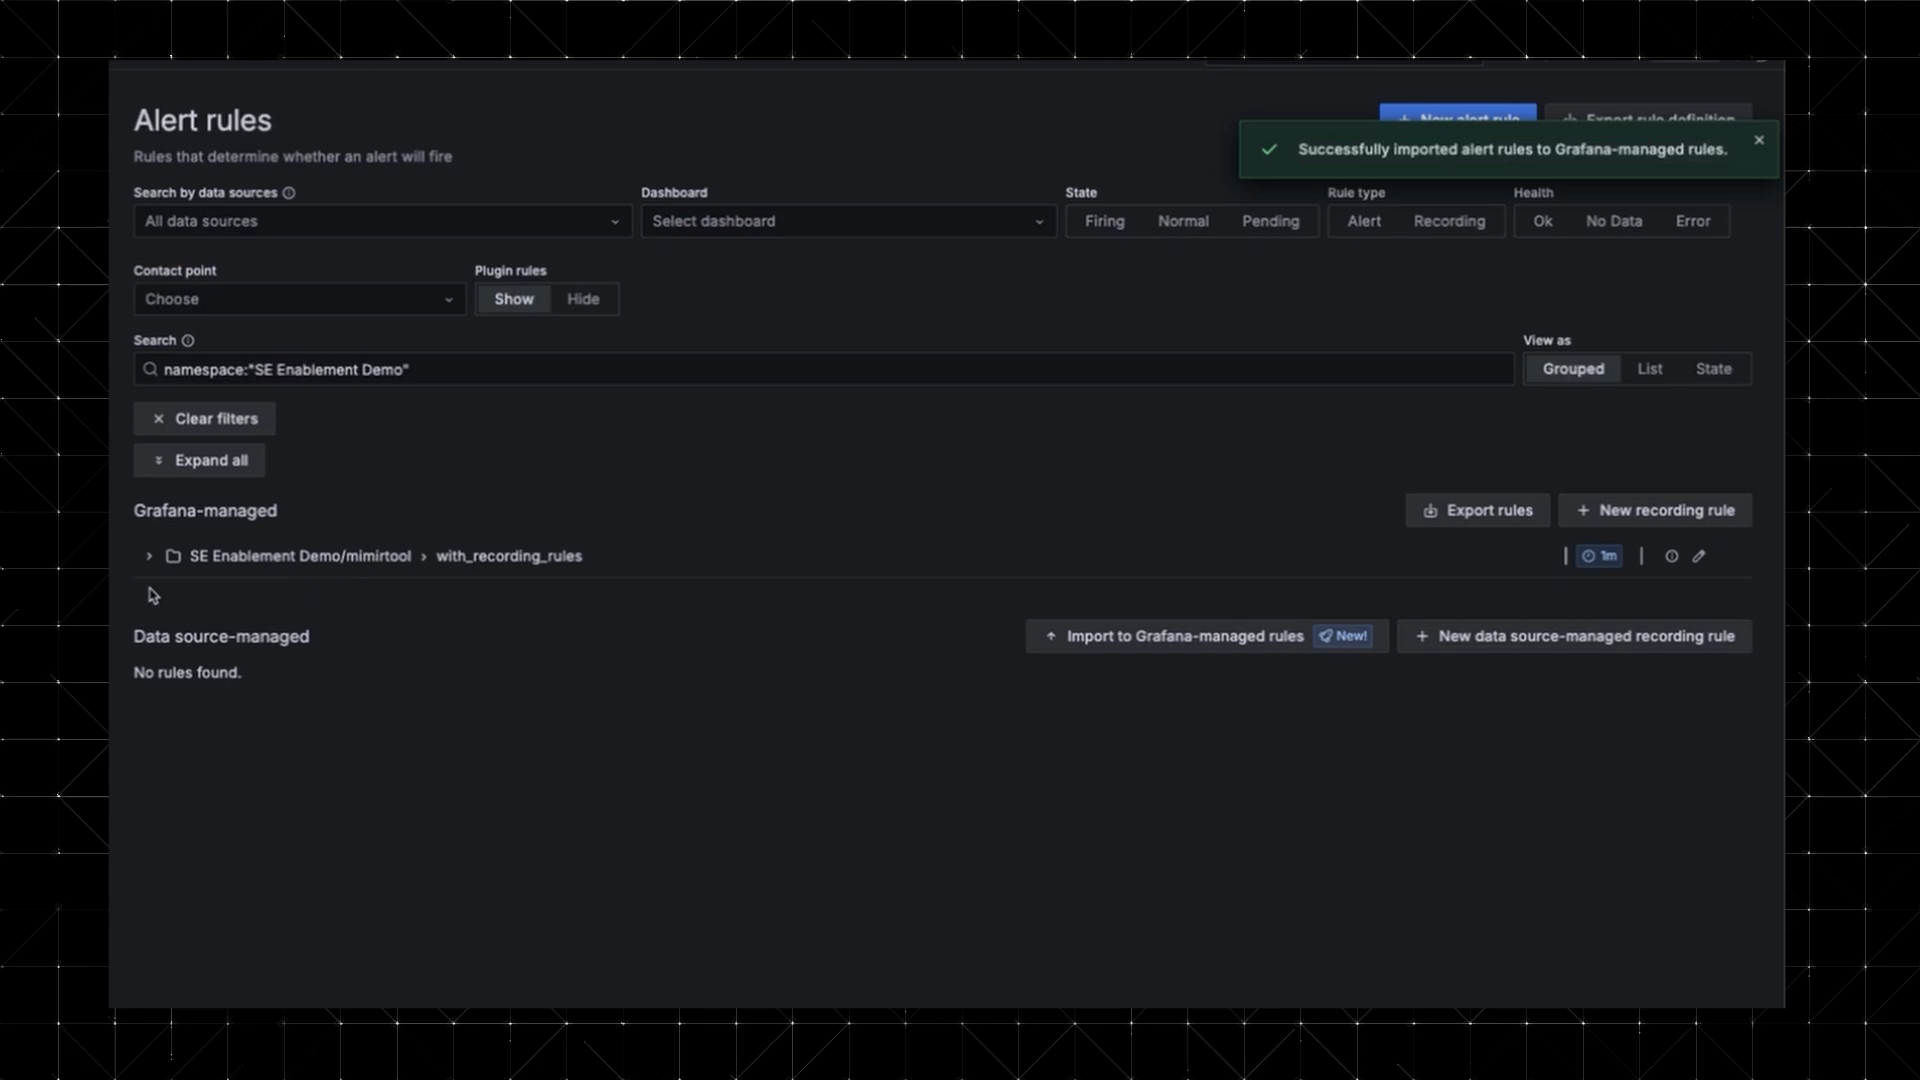 Alert rules
New alert rule
Export rule definition
Rules that determine whether an alert will fire
Successfully imported alert rules to Grafana-managed rules.
Search by data sources
Dashboard
State
Rule type
Health
All data sources
Select dashboard
Firing
Normal
Pending
Alert
Recording
Ok
No Data
Error
Contact point
Plugin rules
Choose
Show
Hide
Search
View as
namespace:"SE Enablement Demo"
Grouped
List
State
Clear filters
Expand all
Grafana-managed
Export rules
New recording rule
SE Enablement Demo/mimirtool > with_recording_rules
1m
Data source-managed
Import to Grafana-managed rules
New!
New data source-managed recording rule
No rules found.